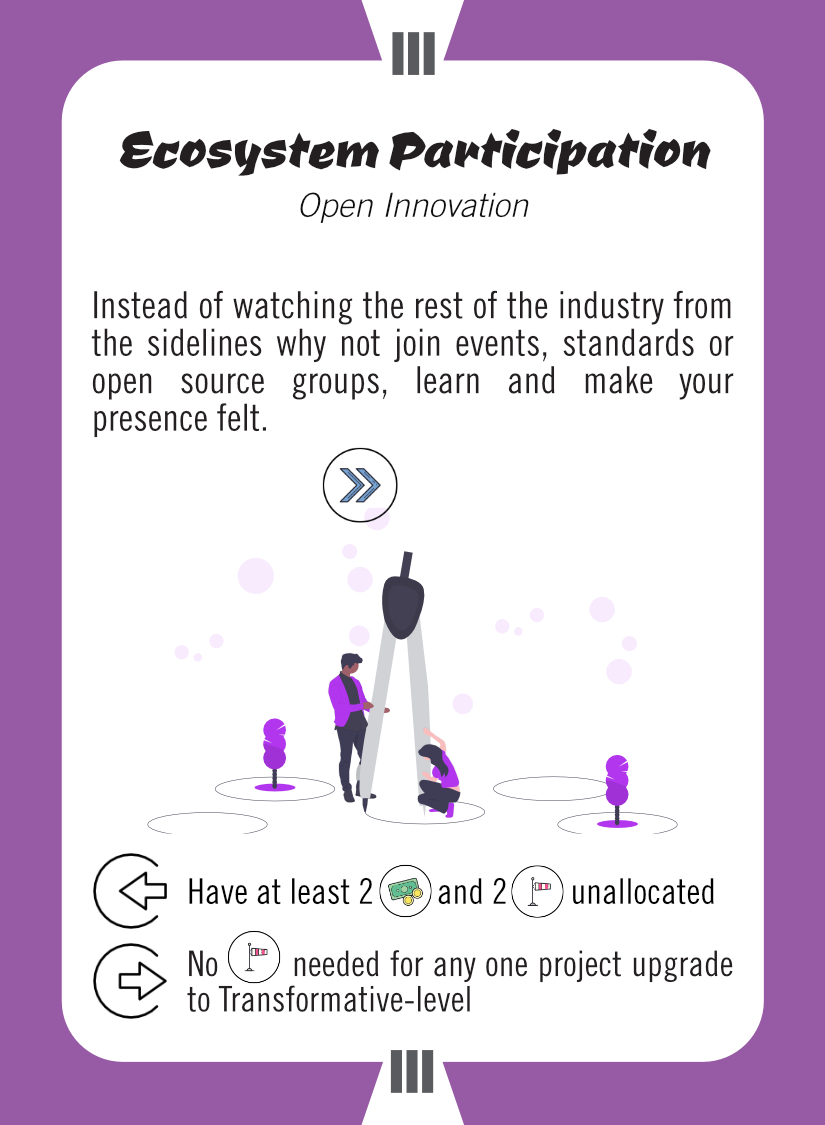 III
Ecosystem Participation
Open Innovation
Instead of watching the rest of the industry from
the sidelines why not join events, standards or
open source groups, learn and make your
presence felt.
Have at least 2 and 2 unallocated
No needed for any one project upgrade
to Transformative-level
III